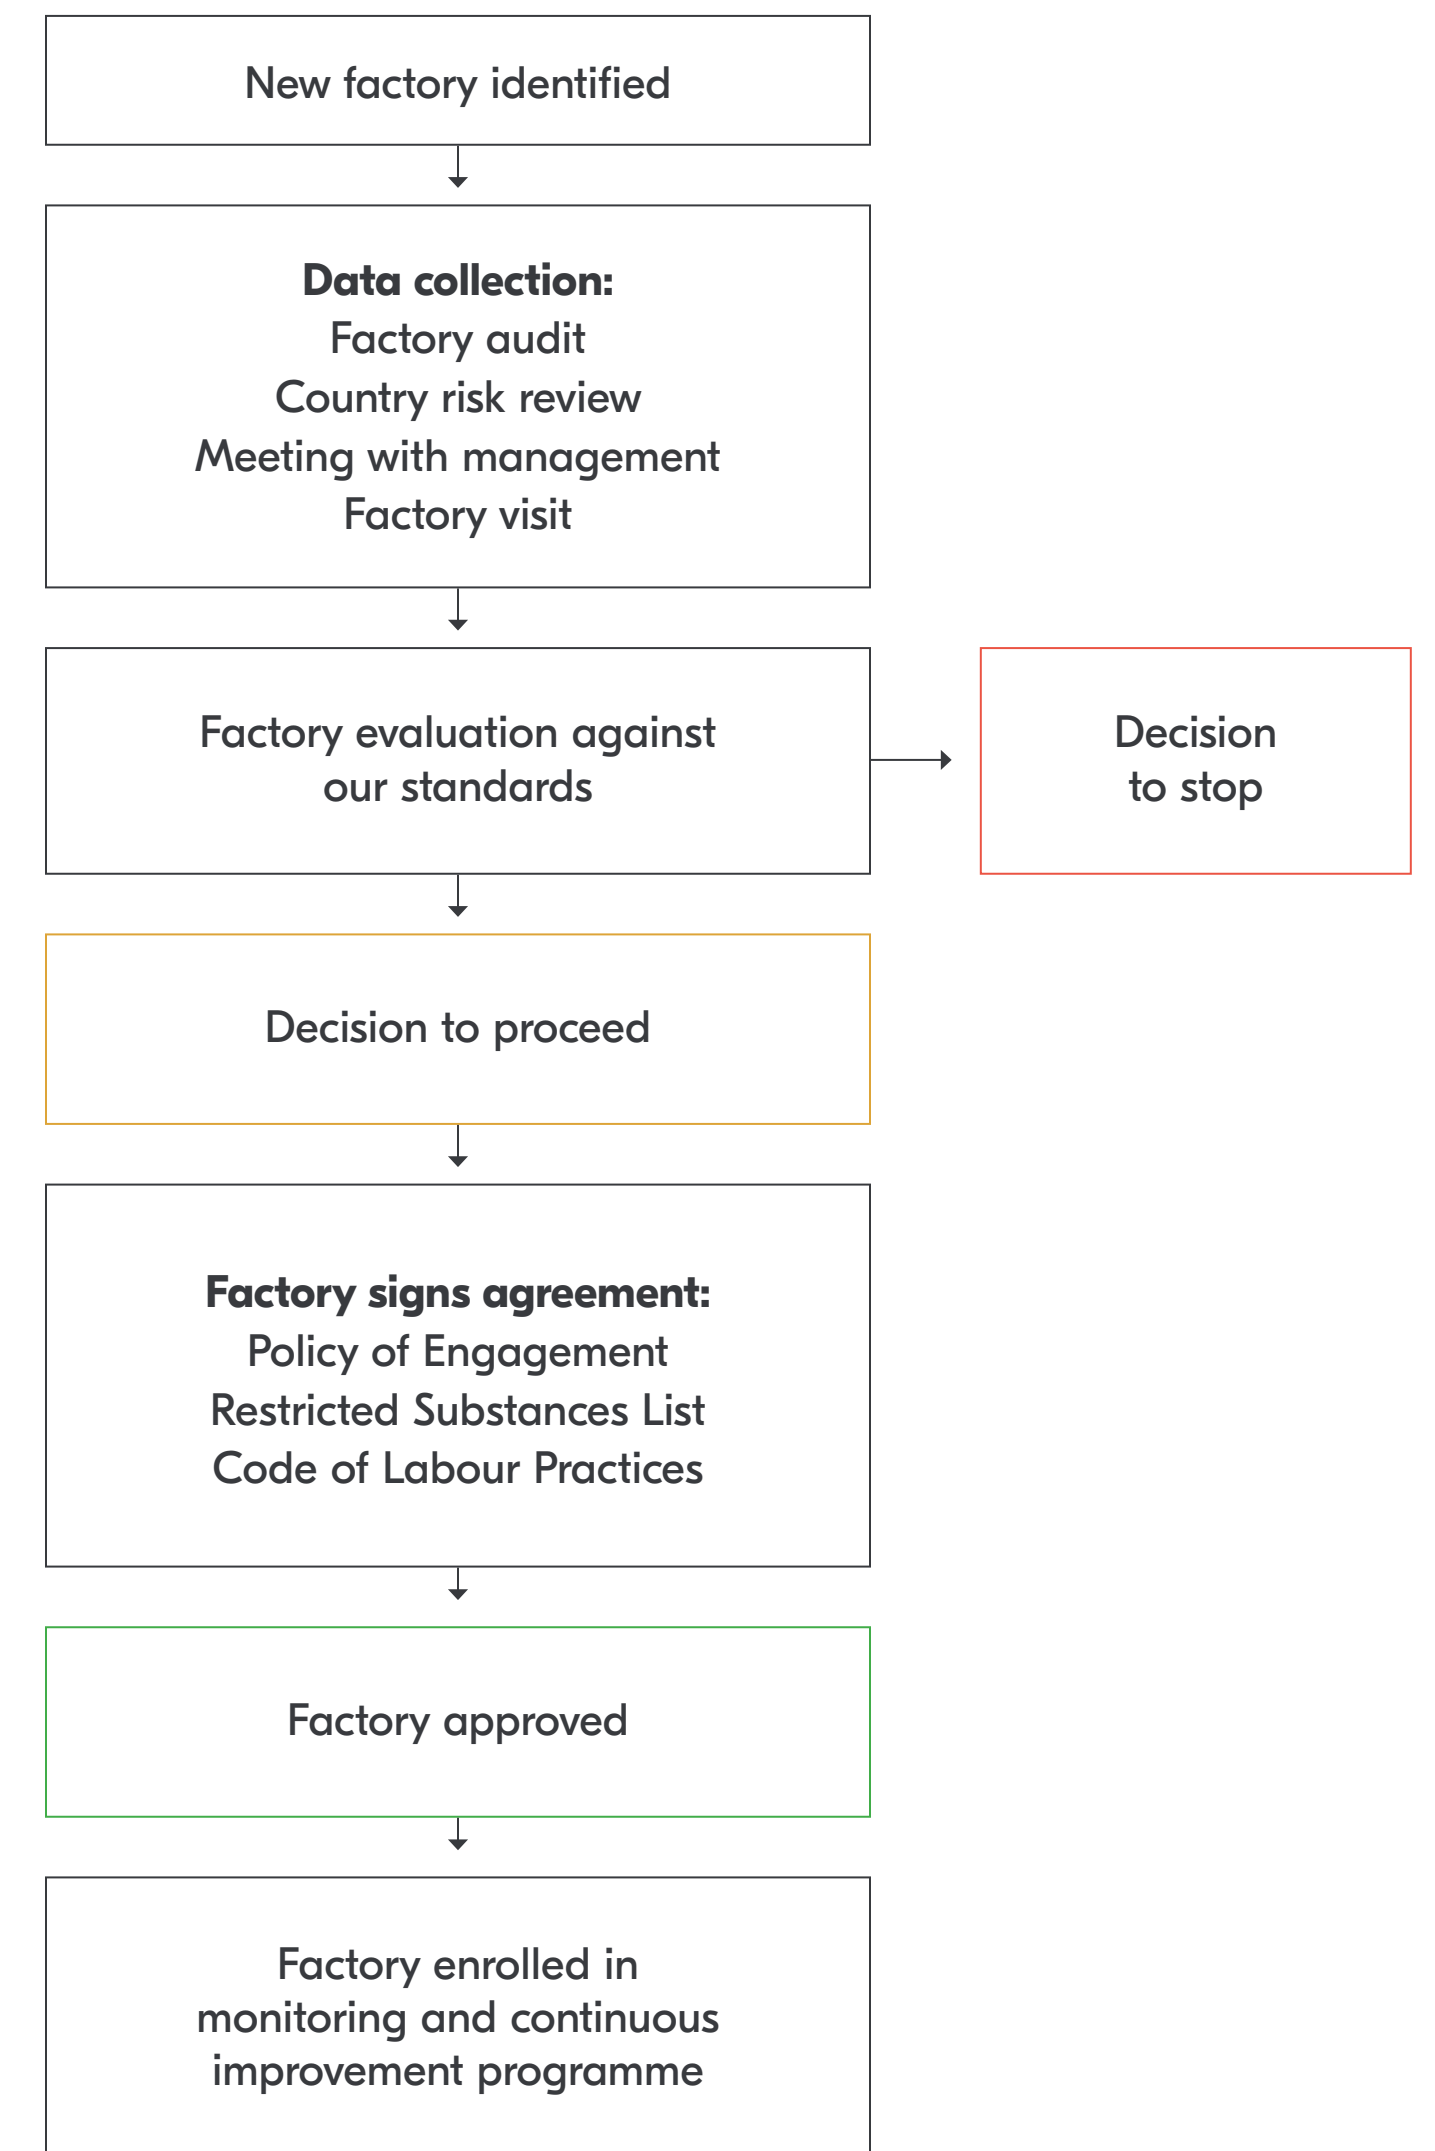 New factory identified
Data collection:
Factory audit
Country risk review
Meeting with management
Factory visit
Factory evaluation against
our standards
Decision
to stop
Decision to proceed
Factory signs agreement:
Policy of Engagement
Restricted Substances List
Code of Labour Practices
Factory approved
Factory enrolled in
monitoring and continuous
improvement programme